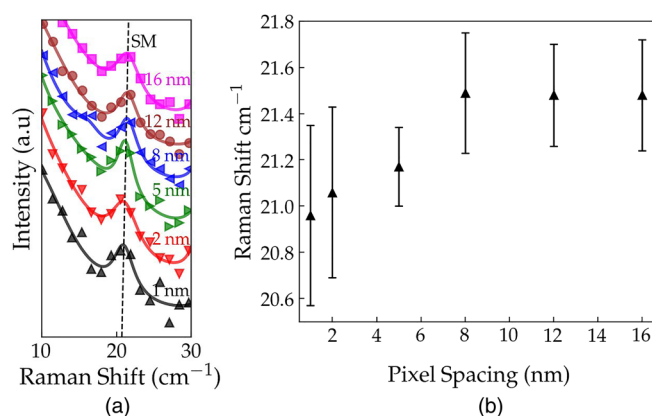 SM
16 nm
12 nm
8 nm
5 nm
2 nm
1 nm
Intensity (a.u)
10 20 30
Raman Shift (cm⁻¹)
(a)
21.8
21.6
21.4
21.2
21.0
20.8
20.6
Raman Shift cm⁻¹
2 4 6 8 10 12 14 16
Pixel Spacing (nm)
(b)